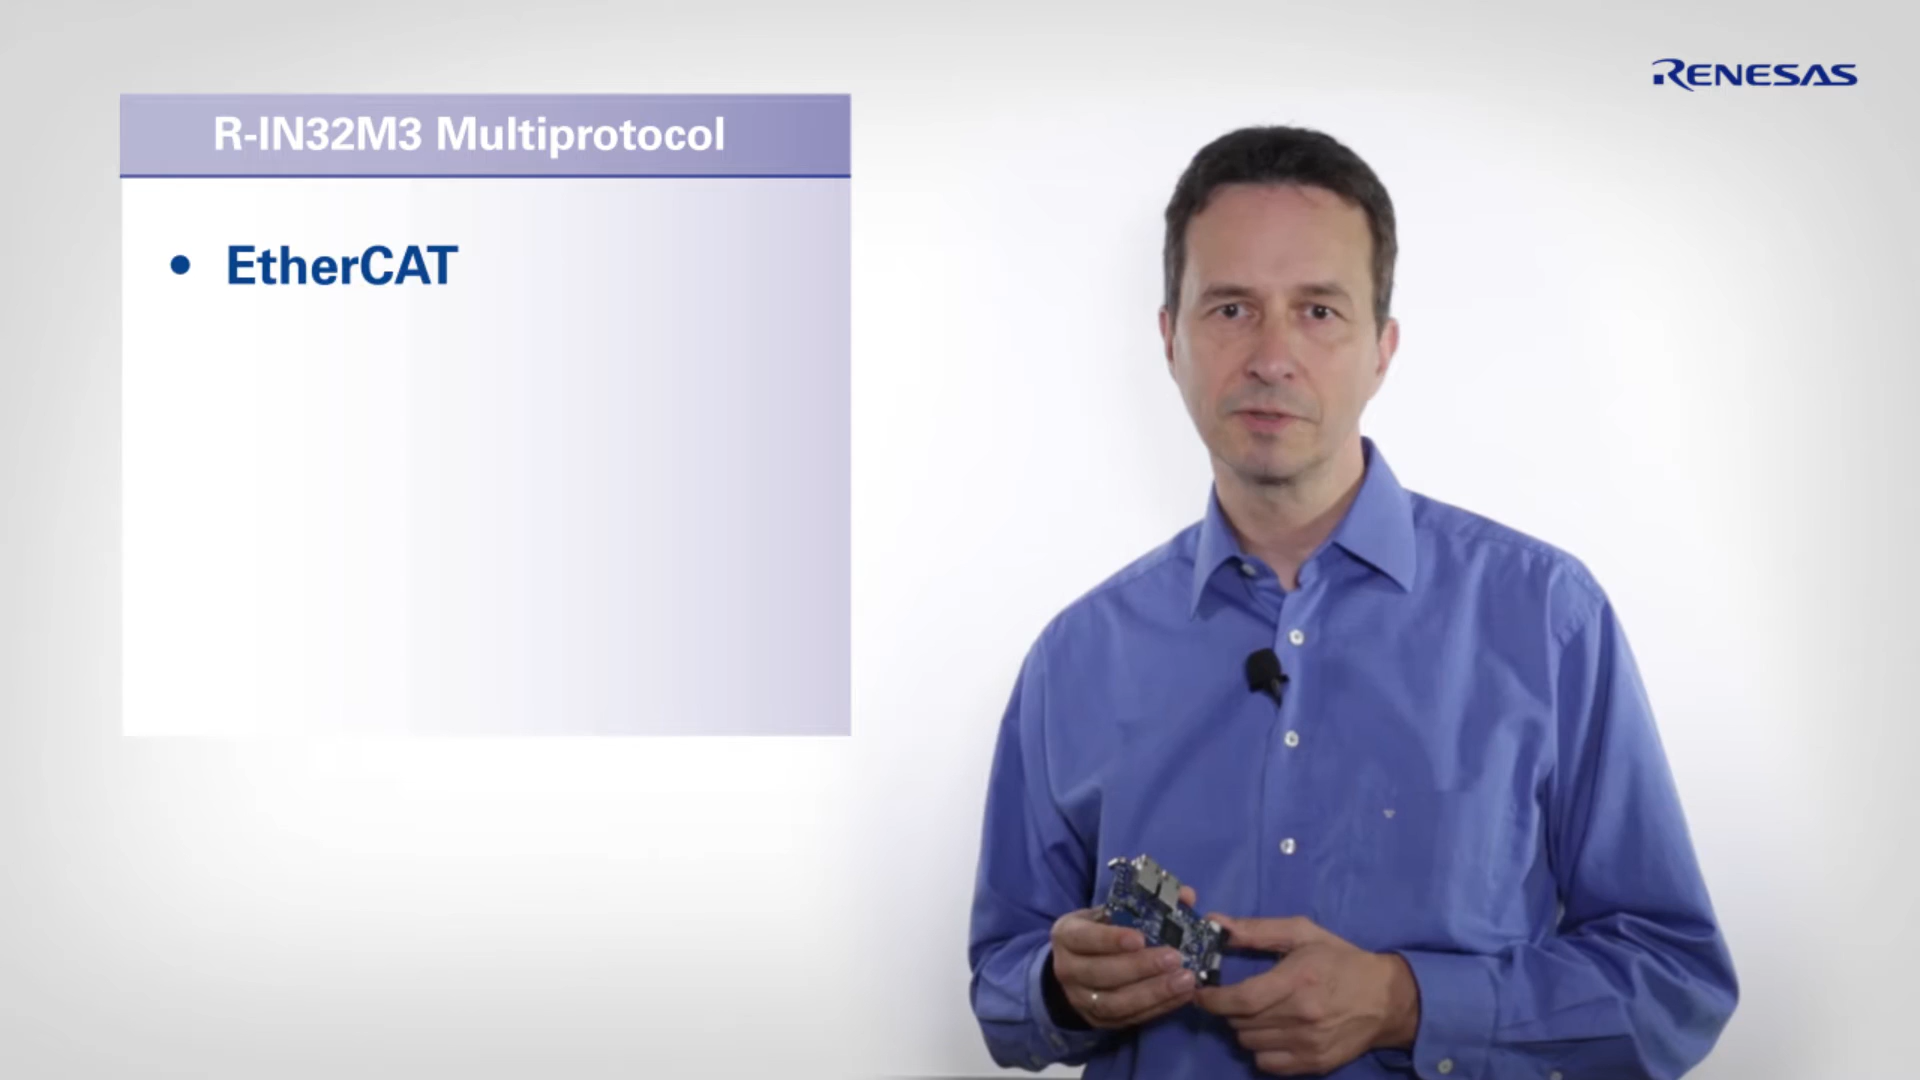 RENESAS
R-IN32M3 Multiprotocol
• EtherCAT